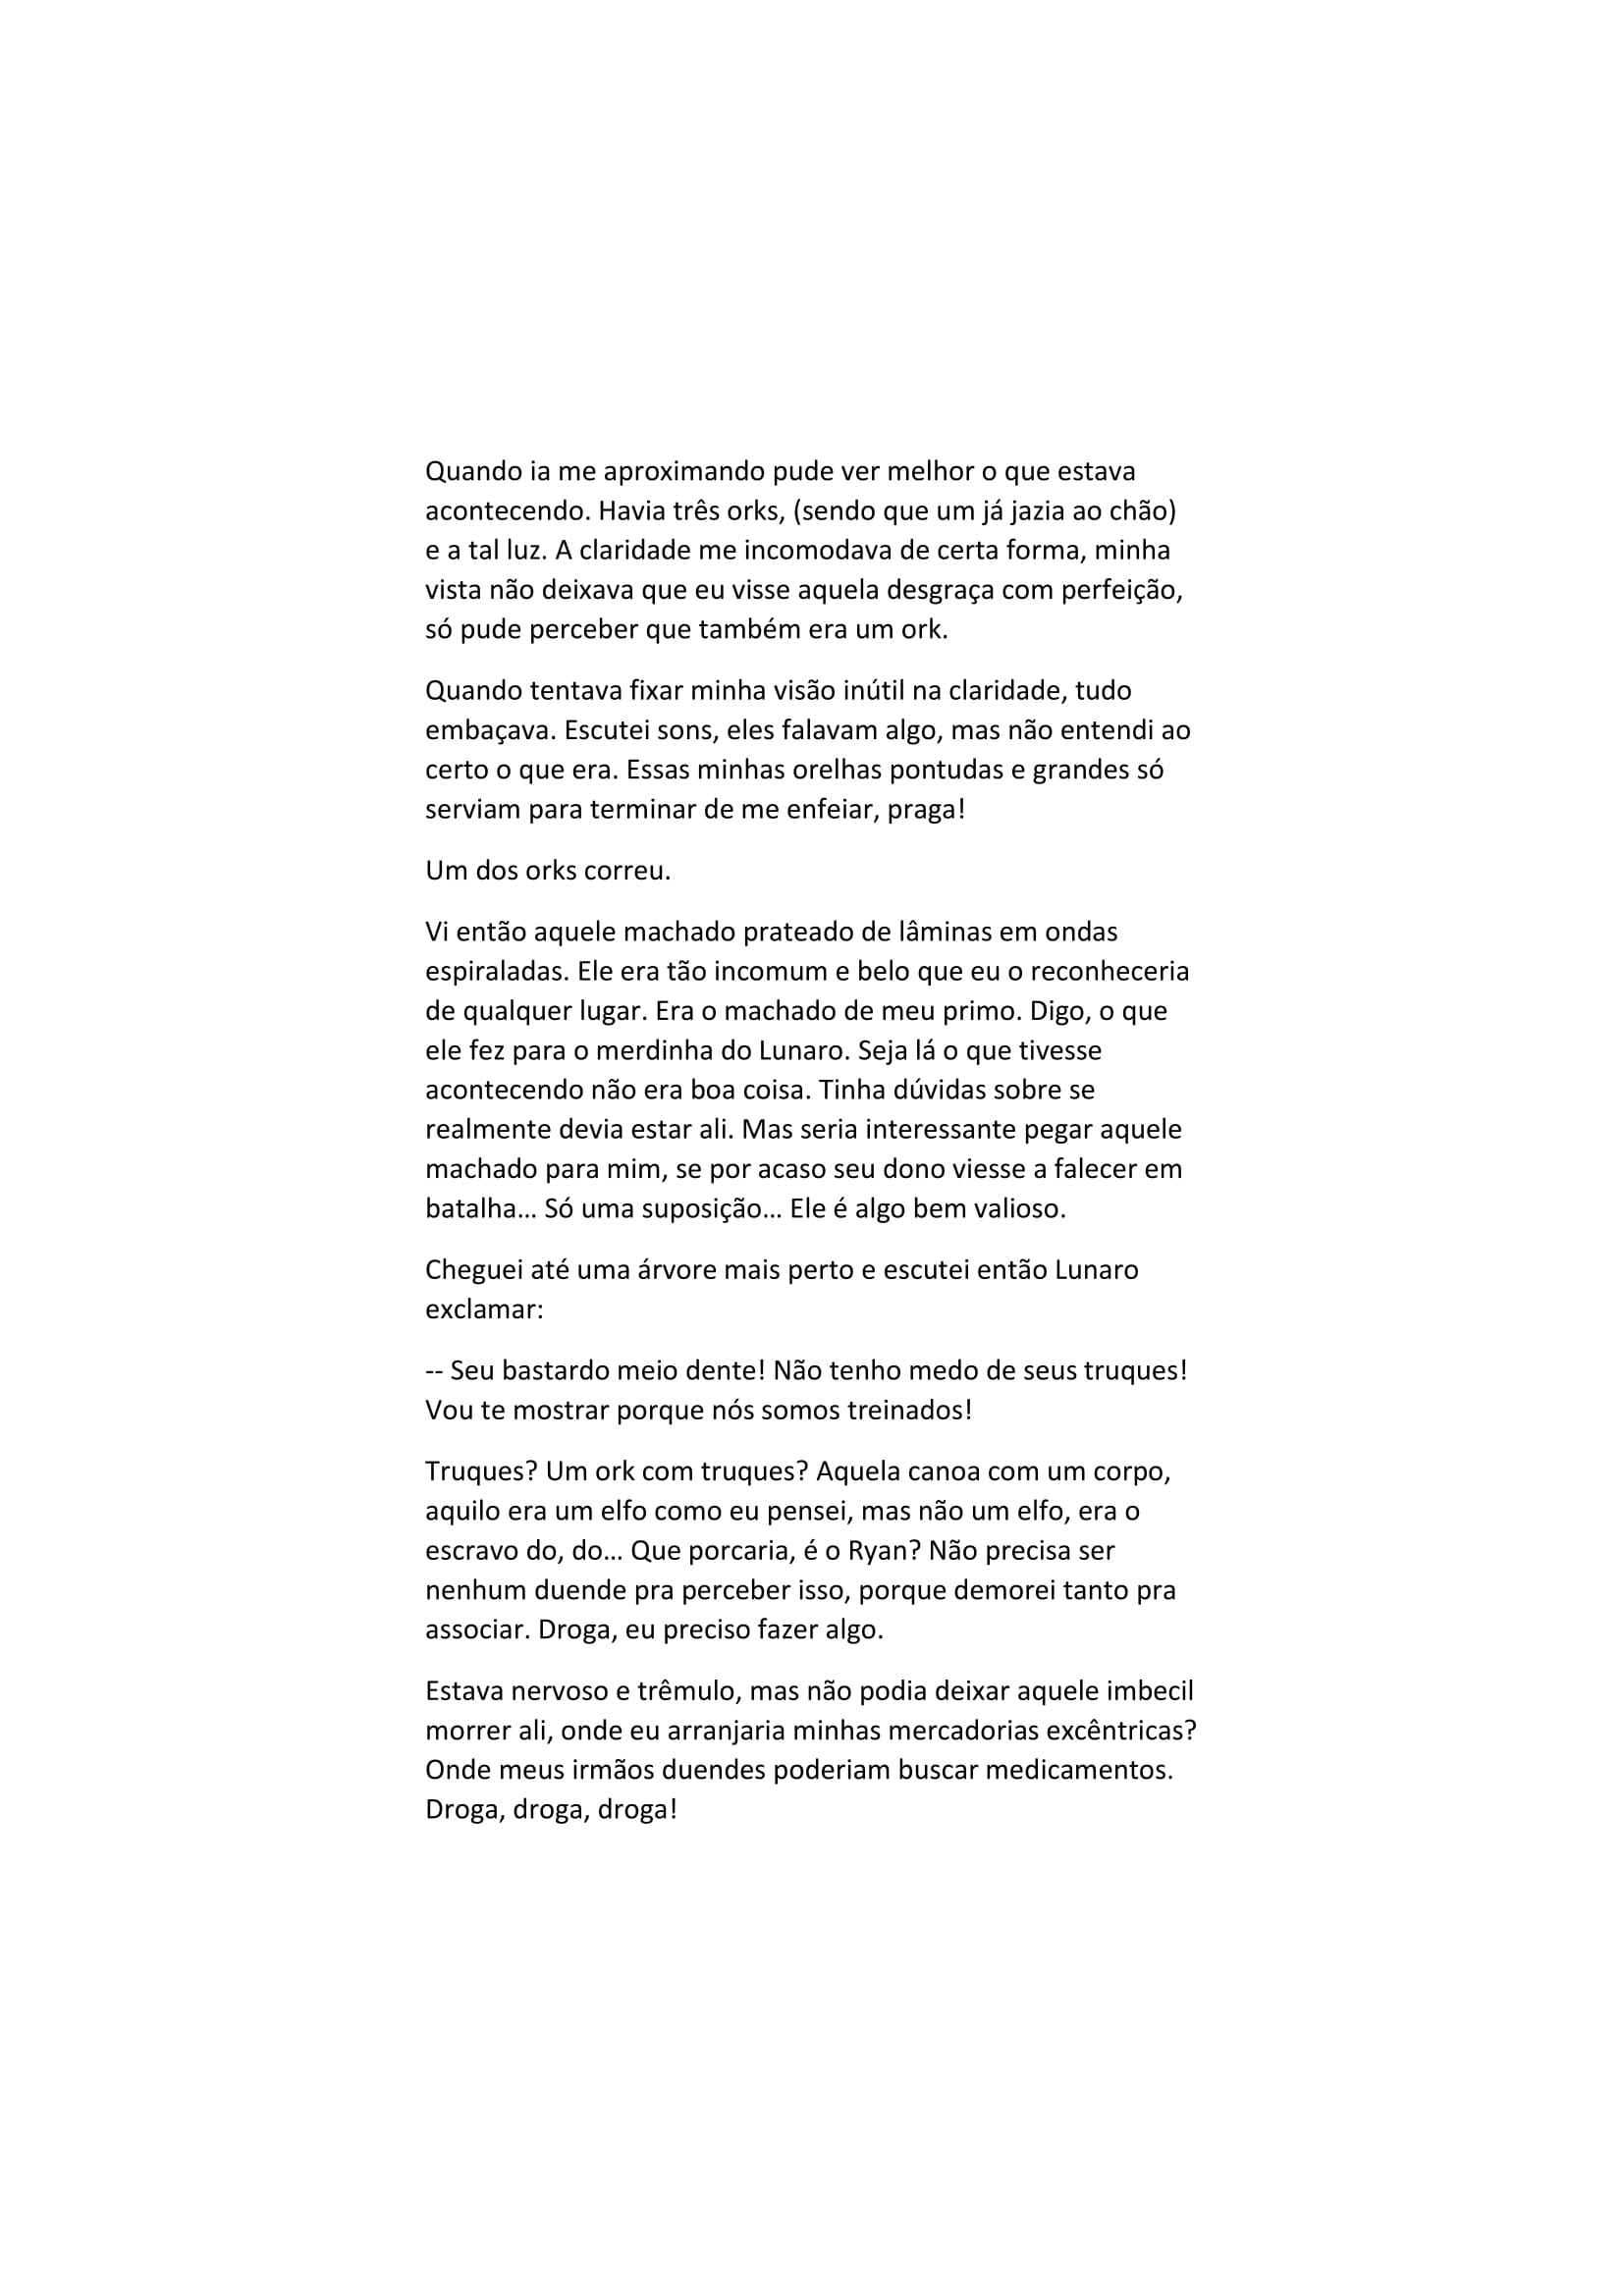 Quando ia me aproximando pude ver melhor o que estava
acontecendo. Havia três orks, (sendo que um já jazia ao chão)
e a tal luz. A claridade me incomodava de certa forma, minha
vista não deixava que eu visse aquela desgraça com perfeição,
só pude perceber que também era um ork.
Quando tentava fixar minha visão inútil na claridade, tudo
embaçava. Escutei sons, eles falavam algo, mas não entendi ao
certo o que era. Essas minhas orelhas pontudas e grandes só
serviam para terminar de me enfeiar, praga!
Um dos orks correu.
Vi então aquele machado prateado de lâminas em ondas
espiraladas. Ele era tão incomum e belo que eu o reconheceria
de qualquer lugar. Era o machado de meu primo. Digo, o que
ele fez para o merdinha do Lunaro. Seja lá o que tivesse
acontecendo não era boa coisa. Tinha dúvidas sobre se
realmente devia estar ali. Mas seria interessante pegar aquele
machado para mim, se por acaso seu dono viesse a falecer em
batalha... Só uma suposição... Ele é algo bem valioso.
Cheguei até uma árvore mais perto e escutei então Lunaro
exclamar:
-- Seu bastardo meio dente! Não tenho medo de seus truques!
Vou te mostrar porque nós somos treinados!
Truques? Um ork com truques? Aquela canoa com um corpo,
aquilo era um elfo como eu pensei, mas não um elfo, era o
escravo do, do... Que porcaria, é o Ryan? Não precisa ser
nenhum duende pra perceber isso, porque demorei tanto pra
associar. Droga, eu preciso fazer algo.
Estava nervoso e trêmulo, mas não podia deixar aquele imbecil
morrer ali, onde eu arranjaria minhas mercadorias excêntricas?
Onde meus irmãos duendes poderiam buscar medicamentos.
Droga, droga, droga!